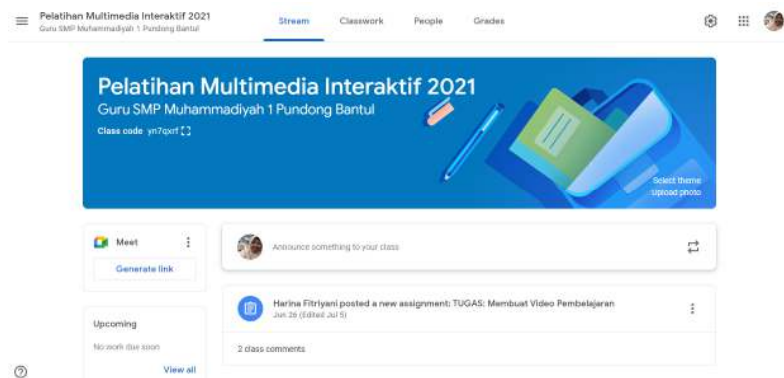 Pelatihan Multimedia Interaktif 2021
Guru SMP Muhammadiyah 1 Pundong Bantul
Stream
Classwork
People
Grades
Pelatihan Multimedia Interaktif 2021
Guru SMP Muhammadiyah 1 Pundong Bantul
Class code yn7qxrf
Select theme
Upload photo
Meet
Generate link
Announce something to your class
Harina Fitriyani posted a new assignment: TUGAS: Membuat Video Pembelajaran
Jun 26 (Edited Jul 5)
Upcoming
No work due soon
View all
2 class comments